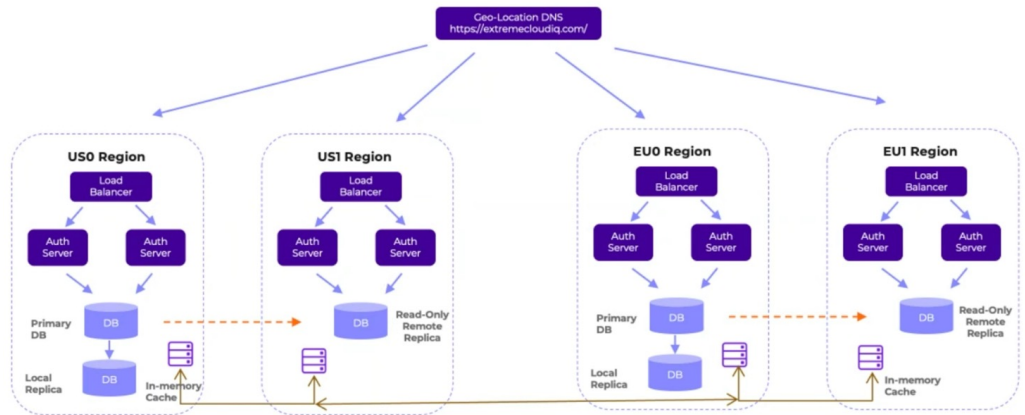 Geo-Location DNS
https://extremecloudiq.com/
US0 Region
Load
Balancer
Auth
Server
Auth
Server
Primary
DB
DB
Local
Replica
DB
In-memory
Cache
US1 Region
Load
Balancer
Auth
Server
Auth
Server
DB
Read-Only
Remote
Replica
EU0 Region
Load
Balancer
Auth
Server
Auth
Server
Primary
DB
DB
Local
Replica
DB
EU1 Region
Load
Balancer
Auth
Server
Auth
Server
DB
Read-Only
Remote
Replica
In-memory
Cache